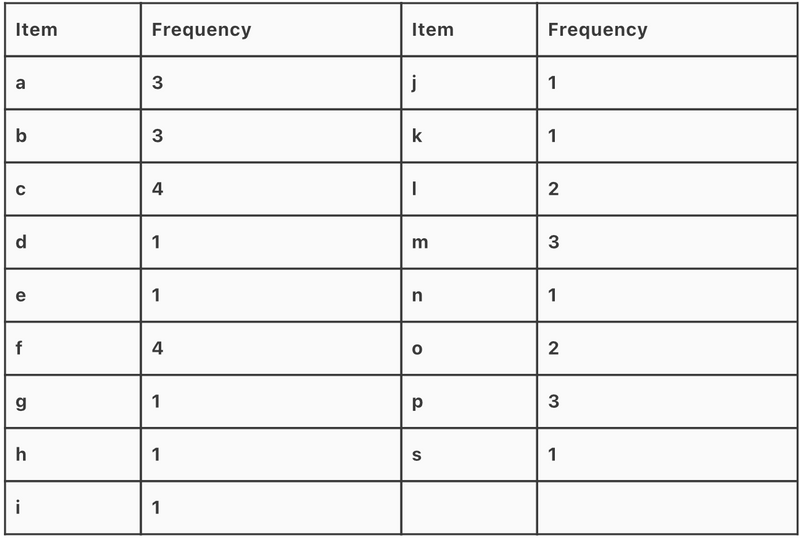 Item Frequency Item Frequency
a 3 j 1
b 3 k 1
c 4 l 2
d 1 m 3
e 1 n 1
f 4 o 2
g 1 p 3
h 1 s 1
i 1